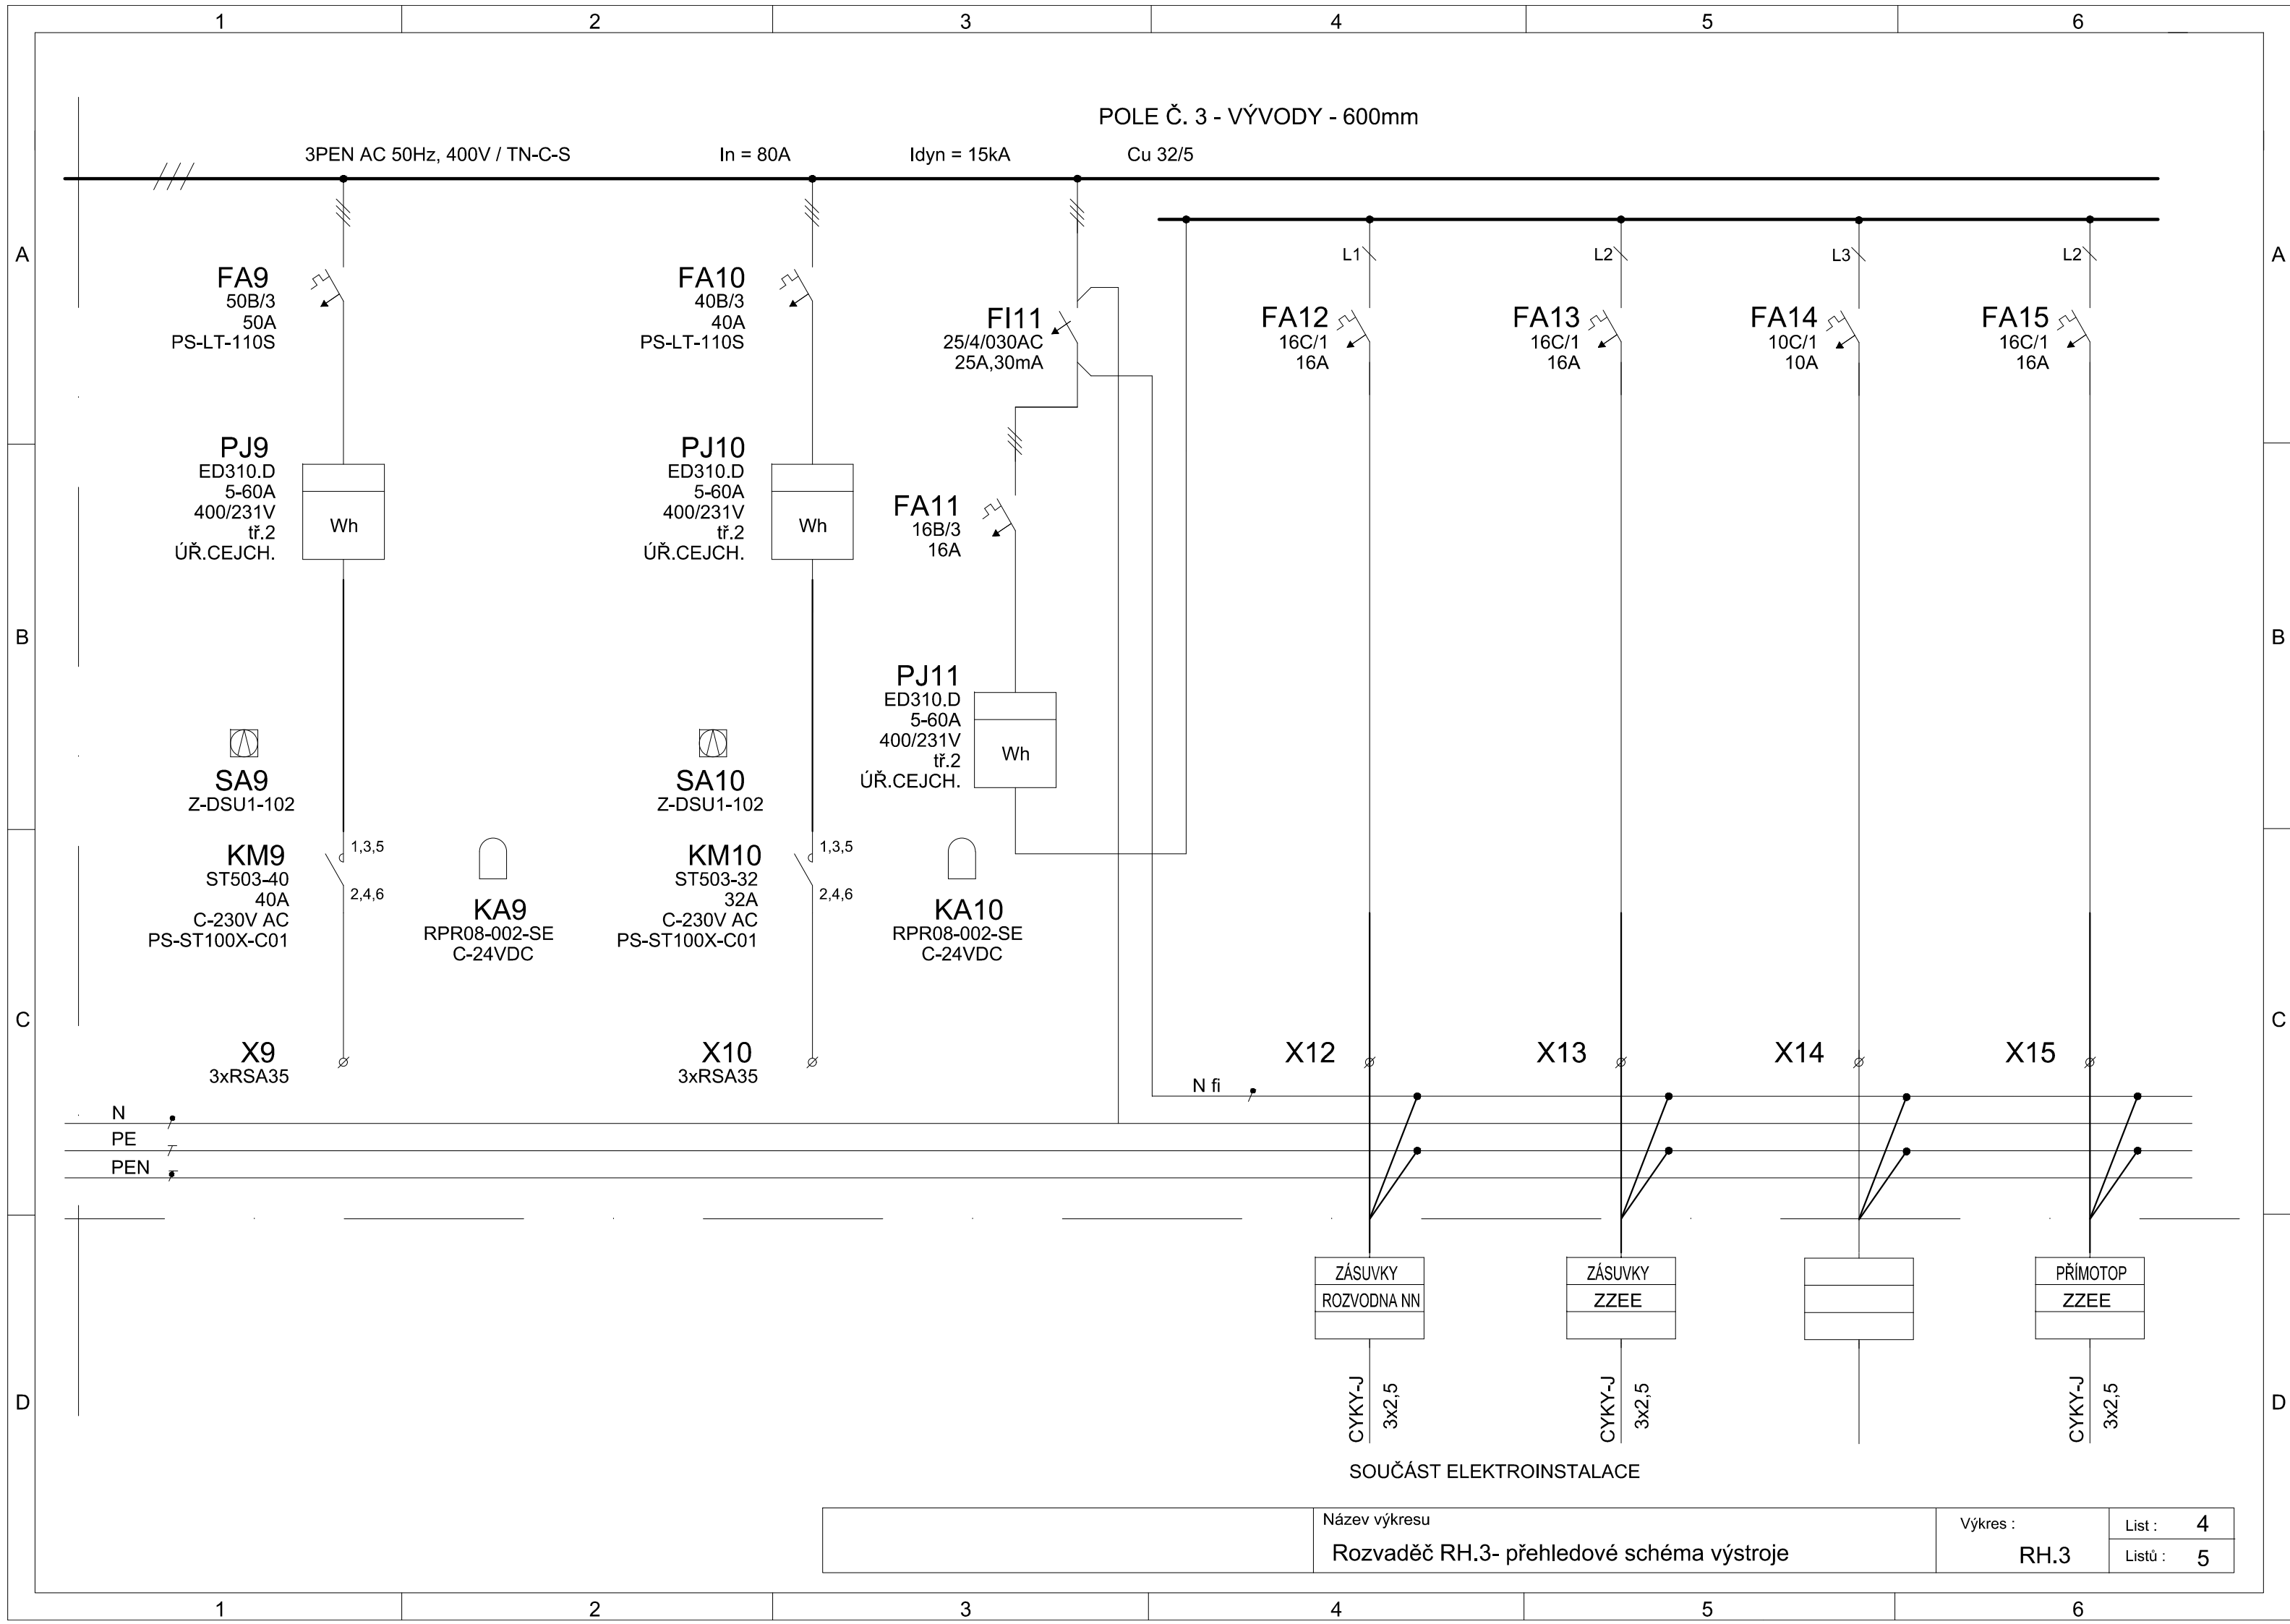 1 2 3 4 5 6
POLE Č. 3 - VÝVODY - 600mm
3PEN AC 50Hz, 400V / TN-C-S In = 80A Idyn = 15kA Cu 32/5
A
A
L1
L2
L3
L2
FA9
50B/3
50A
PS-LT-110S
FA10
40B/3
40A
PS-LT-110S
FI11
25/4/030AC
25A,30mA
FA12
16C/1
16A
FA13
16C/1
16A
FA14
10C/1
10A
FA15
16C/1
16A
PJ9
ED310.D
5-60A
400/231V
tř.2
ÚŘ.CEJCH.
Wh
PJ10
ED310.D
5-60A
400/231V
tř.2
ÚŘ.CEJCH.
Wh
FA11
16B/3
16A
B
B
PJ11
ED310.D
5-60A
400/231V
tř.2
ÚŘ.CEJCH.
Wh
SA9
Z-DSU1-102
SA10
Z-DSU1-102
KM9
ST503-40
40A
C-230V AC
PS-ST100X-C01
1,3,5
2,4,6
KA9
RPR08-002-SE
C-24VDC
KM10
ST503-32
32A
C-230V AC
PS-ST100X-C01
1,3,5
2,4,6
KA10
RPR08-002-SE
C-24VDC
C
C
X9
3xRSA35
X10
3xRSA35
X12
X13
X14
X15
N fi
N
PE
PEN
ZÁSUVKY
ROZVODNA NN
ZÁSUVKY
ZZEE
PŘÍMOTOP
ZZEE
D
D
CYKY-J
3x2,5
CYKY-J
3x2,5
CYKY-J
3x2,5
SOUČÁST ELEKTROINSTALACE
Název výkresu
Rozvaděč RH.3- přehledové schéma výstroje
Výkres :
RH.3
List : 4
Listů : 5
1 2 3 4 5 6